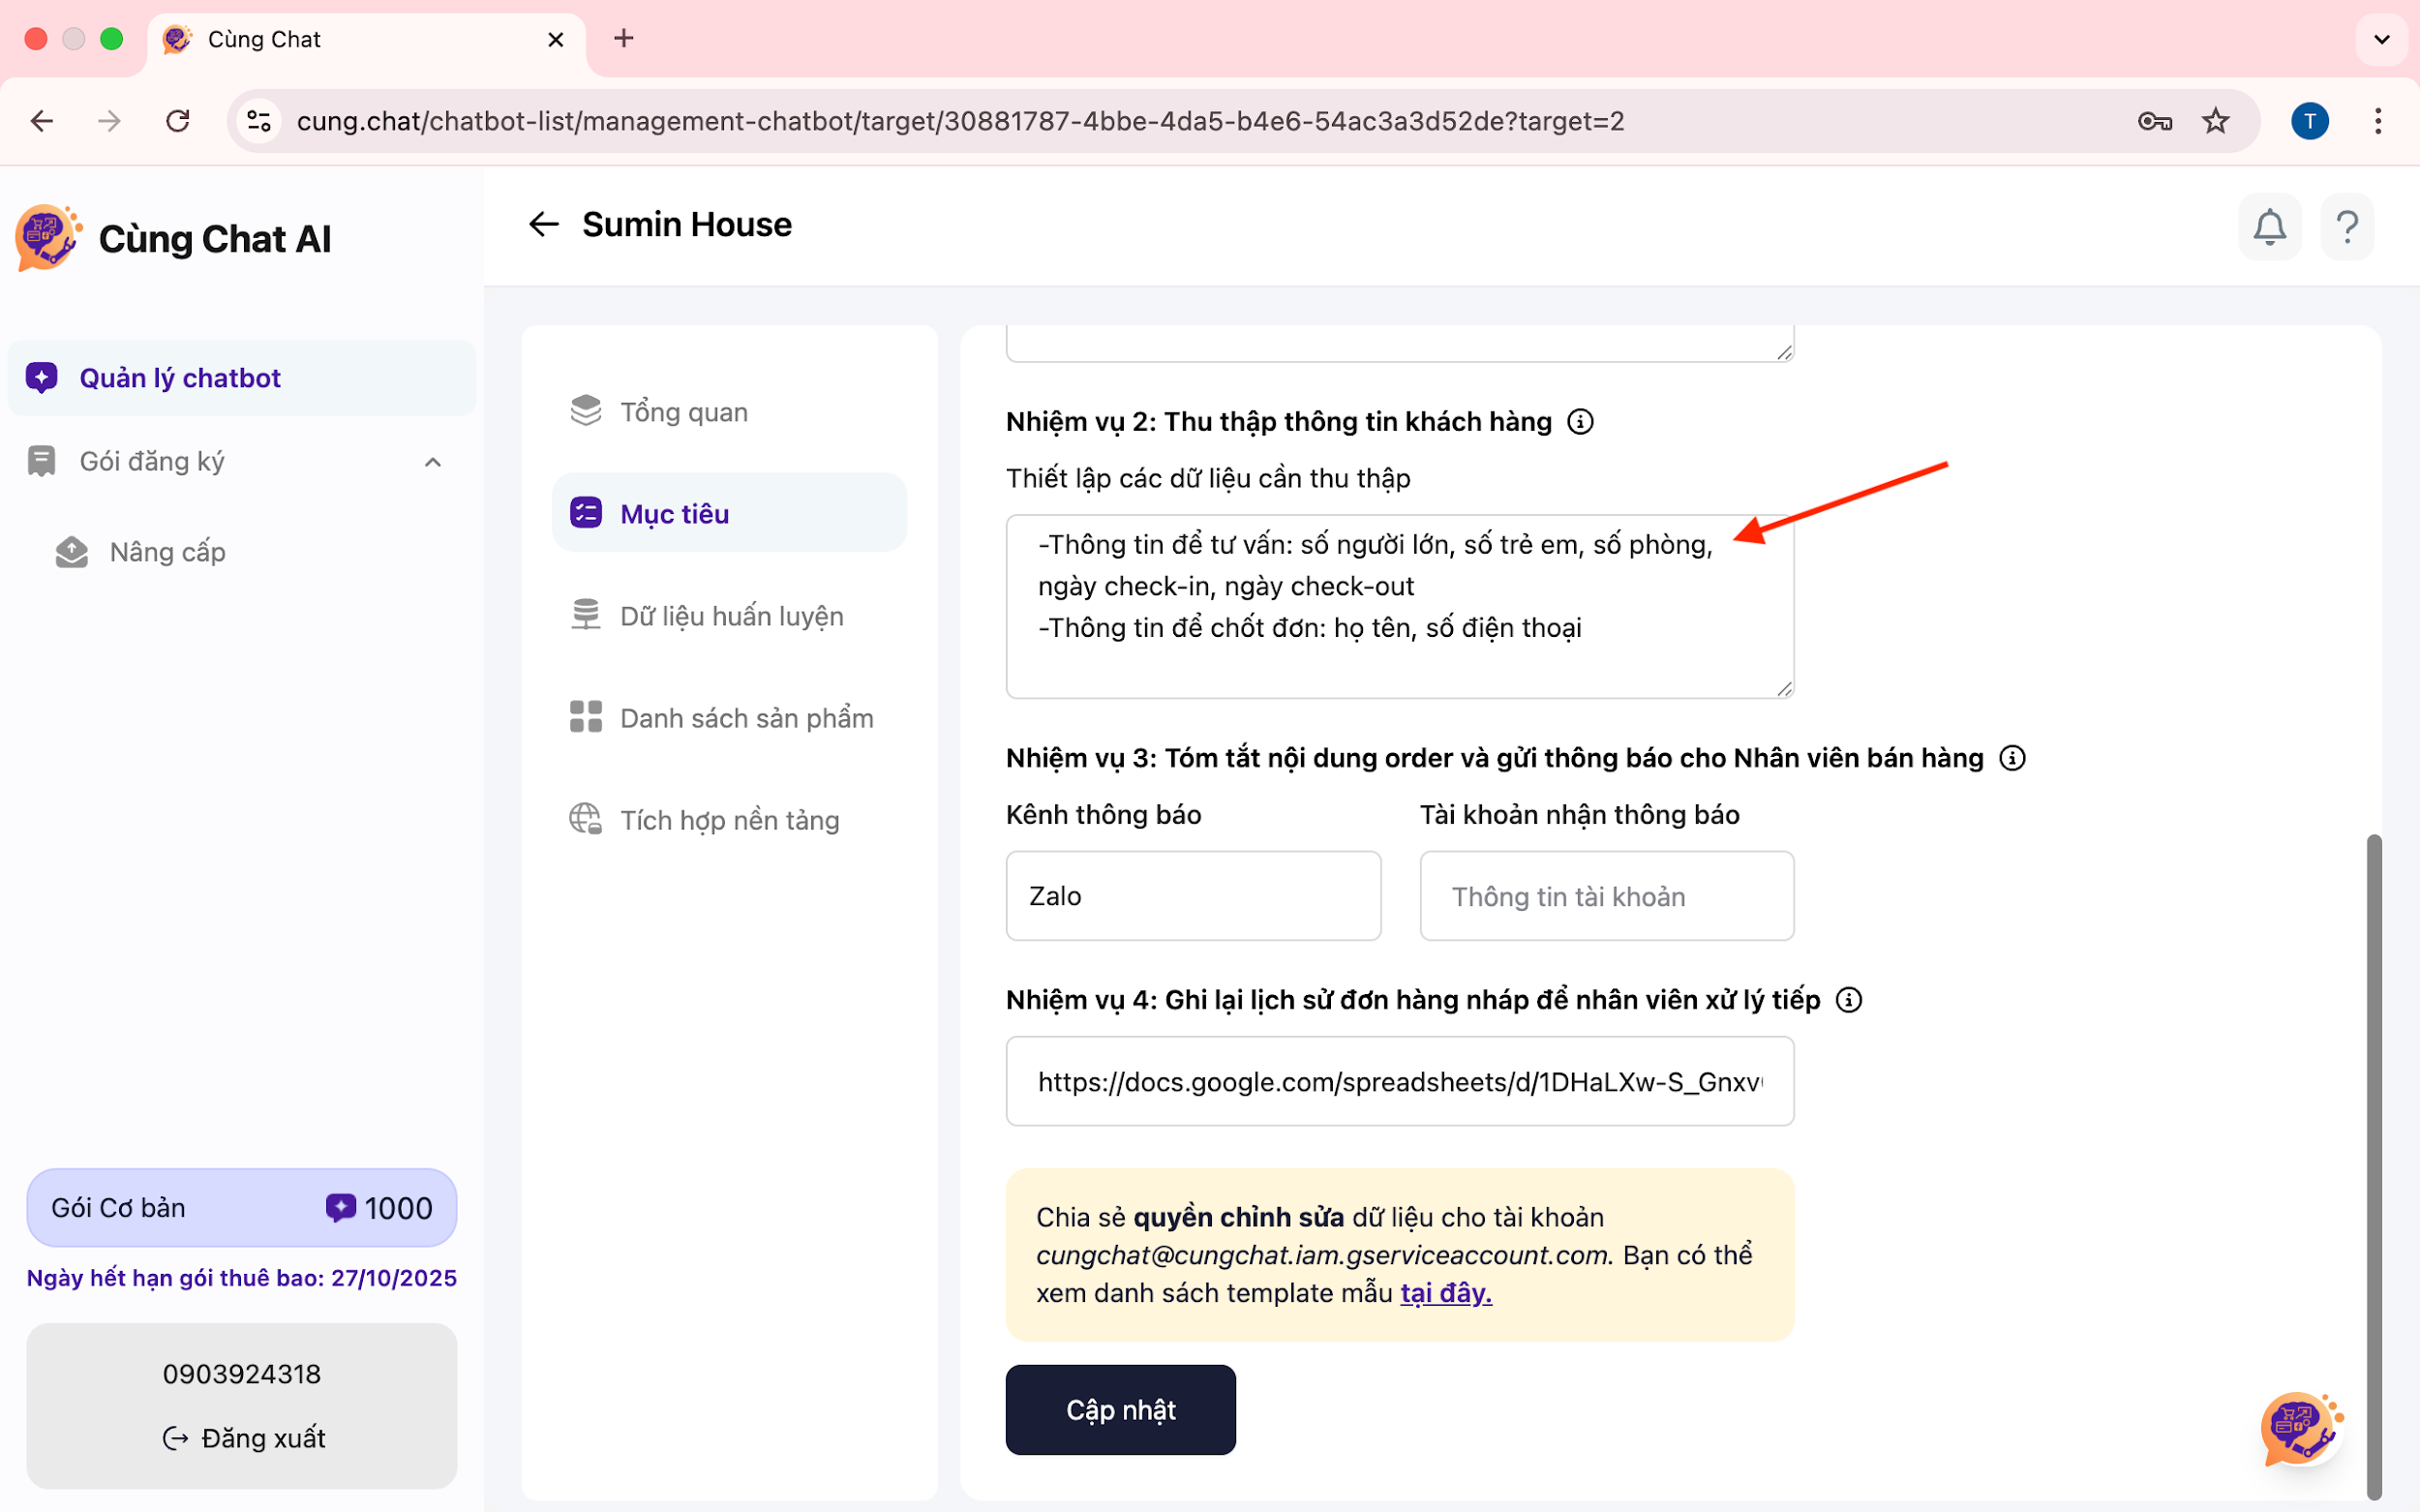 Cùng Chat
cung.chat/chatbot-list/management-chatbot/target/30881787-4bbe-4da5-b4e6-54ac3a3d52de?target=2
T
Cùng Chat AI
Sumin House
?
Quản lý chatbot
Gói đăng ký
Nâng cấp
Tổng quan
Mục tiêu
Dữ liệu huấn luyện
Danh sách sản phẩm
Tích hợp nền tảng
Nhiệm vụ 2: Thu thập thông tin khách hàng
Thiết lập các dữ liệu cần thu thập
-Thông tin để tư vấn: số người lớn, số trẻ em, số phòng,
ngày check-in, ngày check-out
-Thông tin để chốt đơn: họ tên, số điện thoại
Nhiệm vụ 3: Tóm tắt nội dung order và gửi thông báo cho Nhân viên bán hàng
Kênh thông báo
Tài khoản nhận thông báo
Zalo
Thông tin tài khoản
Nhiệm vụ 4: Ghi lại lịch sử đơn hàng nháp để nhân viên xử lý tiếp
https://docs.google.com/spreadsheets/d/1DHaLXw-S_Gnxv
Chia sẻ quyền chỉnh sửa dữ liệu cho tài khoản
cungchat@cungchat.iam.gserviceaccount.com. Bạn có thể
xem danh sách template mẫu tại đây.
Cập nhật
Gói Cơ bản 1000
Ngày hết hạn gói thuê bao: 27/10/2025
0903924318
Đăng xuất